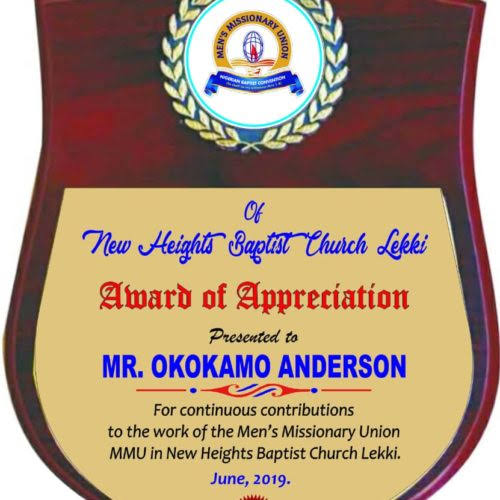 MEN'S MISSIONARY UNION
NIGERIAN BAPTIST CONVENTION
Of
New Heights Baptist Church Lekki
Award of Appreciation
Presented to
MR. OKOKAMO ANDERSON
For continuous contributions
to the work of the Men's Missionary Union
MMU in New Heights Baptist Church Lekki.
June, 2019.